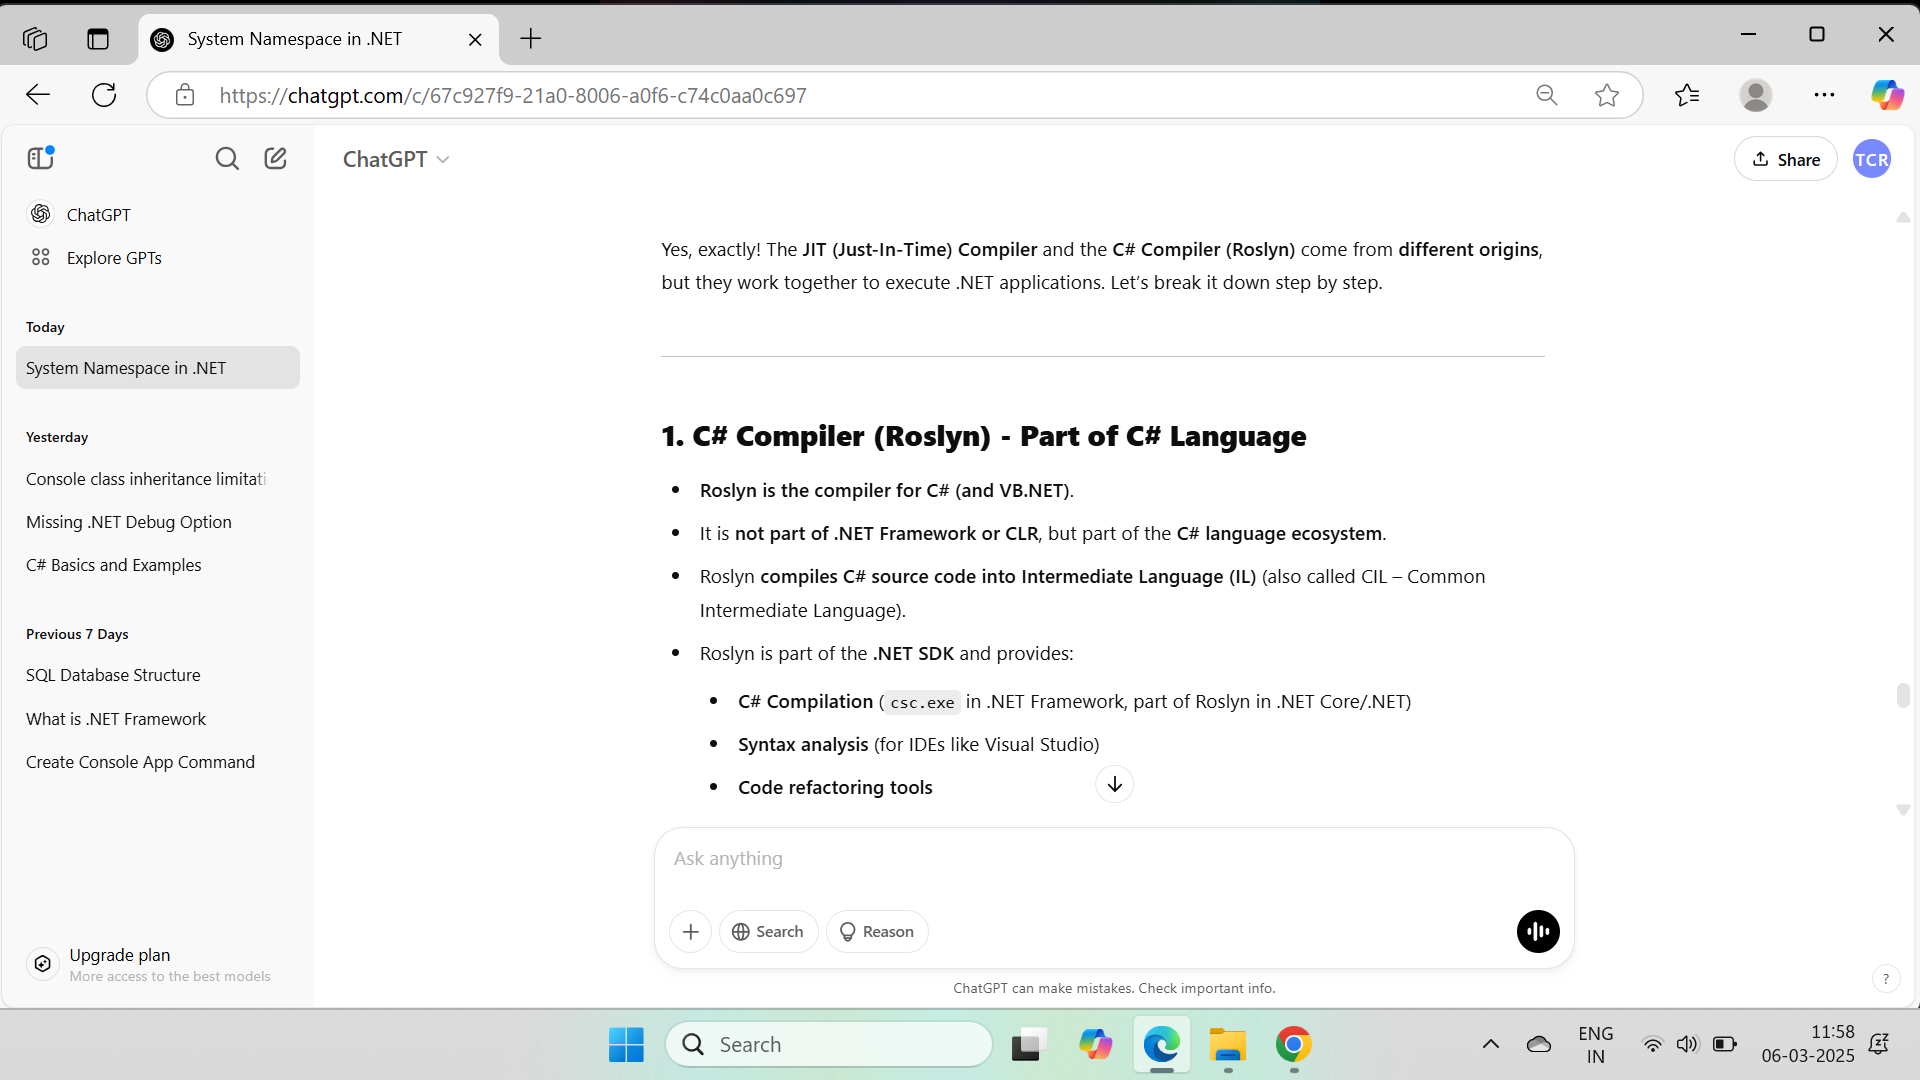 System Namespace in .NET
https://chatgpt.com/c/67c927f9-21a0-8006-a0f6-c74c0aa0c697
ChatGPT
Explore GPTs
Today
System Namespace in .NET
Yesterday
Console class inheritance limitati
Missing .NET Debug Option
C# Basics and Examples
Previous 7 Days
SQL Database Structure
What is .NET Framework
Create Console App Command
Upgrade plan
More access to the best models
ChatGPT
Share
TCR
Yes, exactly! The JIT (Just-In-Time) Compiler and the C# Compiler (Roslyn) come from different origins,
but they work together to execute .NET applications. Let’s break it down step by step.
1. C# Compiler (Roslyn) - Part of C# Language
• Roslyn is the compiler for C# (and VB.NET).
• It is not part of .NET Framework or CLR, but part of the C# language ecosystem.
• Roslyn compiles C# source code into Intermediate Language (IL) (also called CIL – Common
Intermediate Language).
• Roslyn is part of the .NET SDK and provides:
• C# Compilation (csc.exe in .NET Framework, part of Roslyn in .NET Core/.NET)
• Syntax analysis (for IDEs like Visual Studio)
• Code refactoring tools
Ask anything
Search
Reason
ChatGPT can make mistakes. Check important info.
?
Search
ENG
IN
11:58
06-03-2025